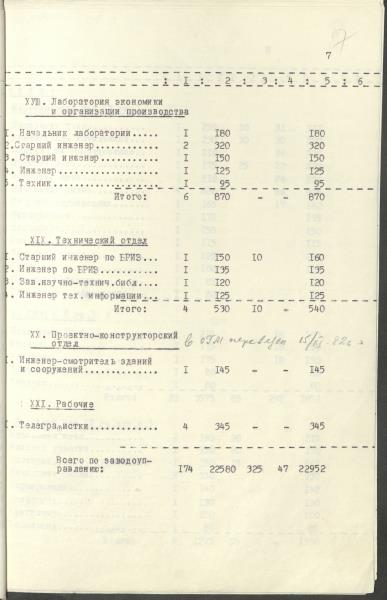 7
: I : 2 : 3 : 4 : 5 : 6
ХУШ. Лаборатория экономики
и организации производства
I. Начальник лаборатории..... I I80 I80
2.Старший инженер............ 2 320 320
3. Старший инженер........... I I50 I50
4. Инженер................... I I25 I25
5. Техник.................... I 95 95
Итого: 6 870 - - 870
XIX. Технический отдел
I. Старший инженер по БРИЗ... I I50 I0 I60
2. Инженер по БРИЗ........... I I35 I35
3. Зав.научно-технич.библ.... I I20 I20
4. Инженер тех. информации... I I25 I25
Итого: 4 530 I0 - 540
XX. Проектно-конструкторский
отдел
в ОГМ переведен 15/
82г
I. Инженер-смотритель зданий
и сооружений.............. I I45 - - I45
XXI. Рабочие
I. Телеграфистки............. 4 345 - - 345
Всего по заводоуп-
равлению: I74 22580 325 47 22952